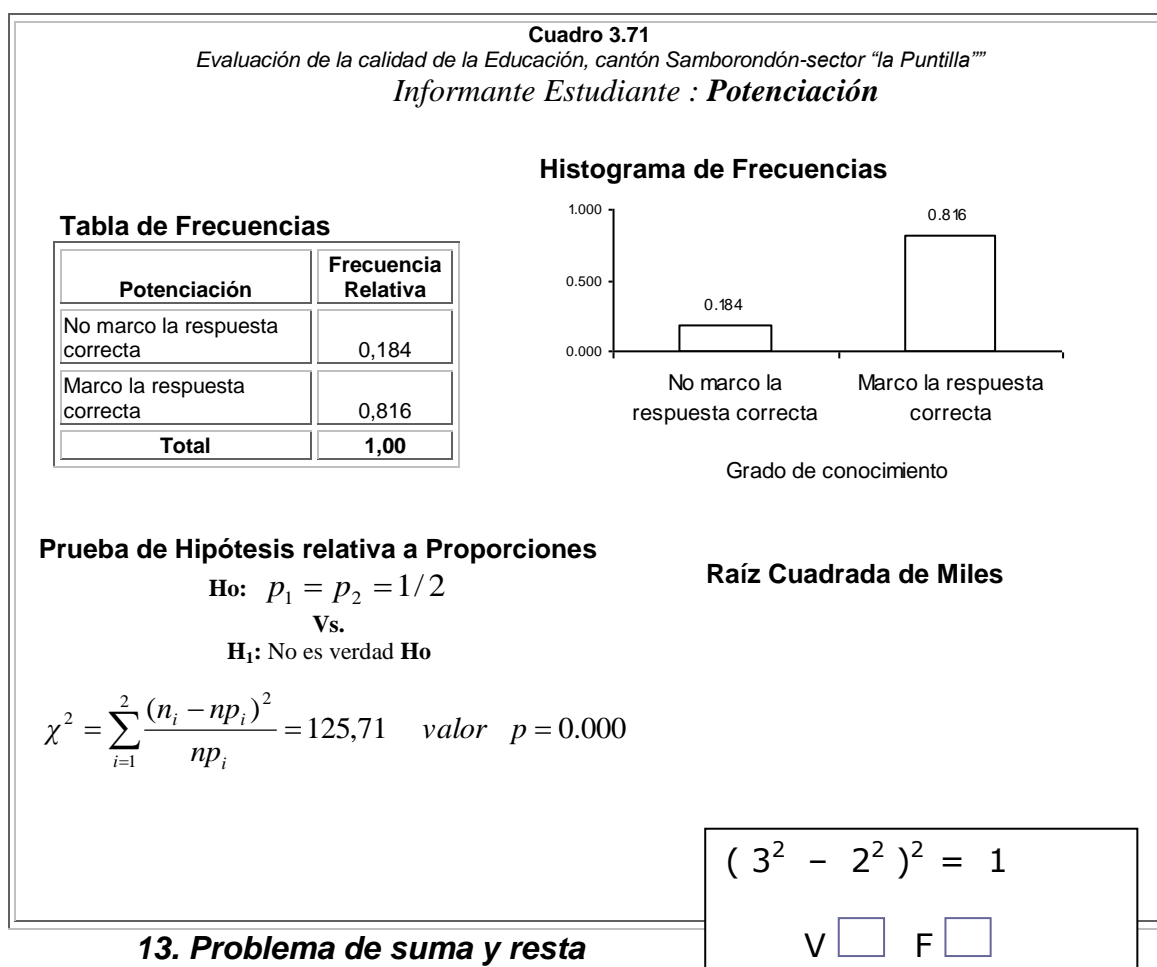 Cuadro 3.71
Evaluación de la calidad de la Educación, cantón Samborondón-sector “la Puntilla””
Informante Estudiante : Potenciación
Histograma de Frecuencias
1.000
0.500
0.000
0.184
0.816
No marco la
respuesta correcta
Marco la respuesta
correcta
Grado de conocimiento
Tabla de Frecuencias
Potenciación Frecuencia Relativa
No marco la respuesta
correcta 0,184
Marco la respuesta
correcta 0,816
Total 1,00
Prueba de Hipótesis relativa a Proporciones
Ho: p₁ = p₂ = 1/2
Vs.
H₁: No es verdad Ho
χ² = ∑_{i=1}^{2} (nᵢ − npᵢ)² / npᵢ = 125,71 valor p = 0.000
Raíz Cuadrada de Miles
( 3² – 2² )² = 1
V F
13. Problema de suma y resta